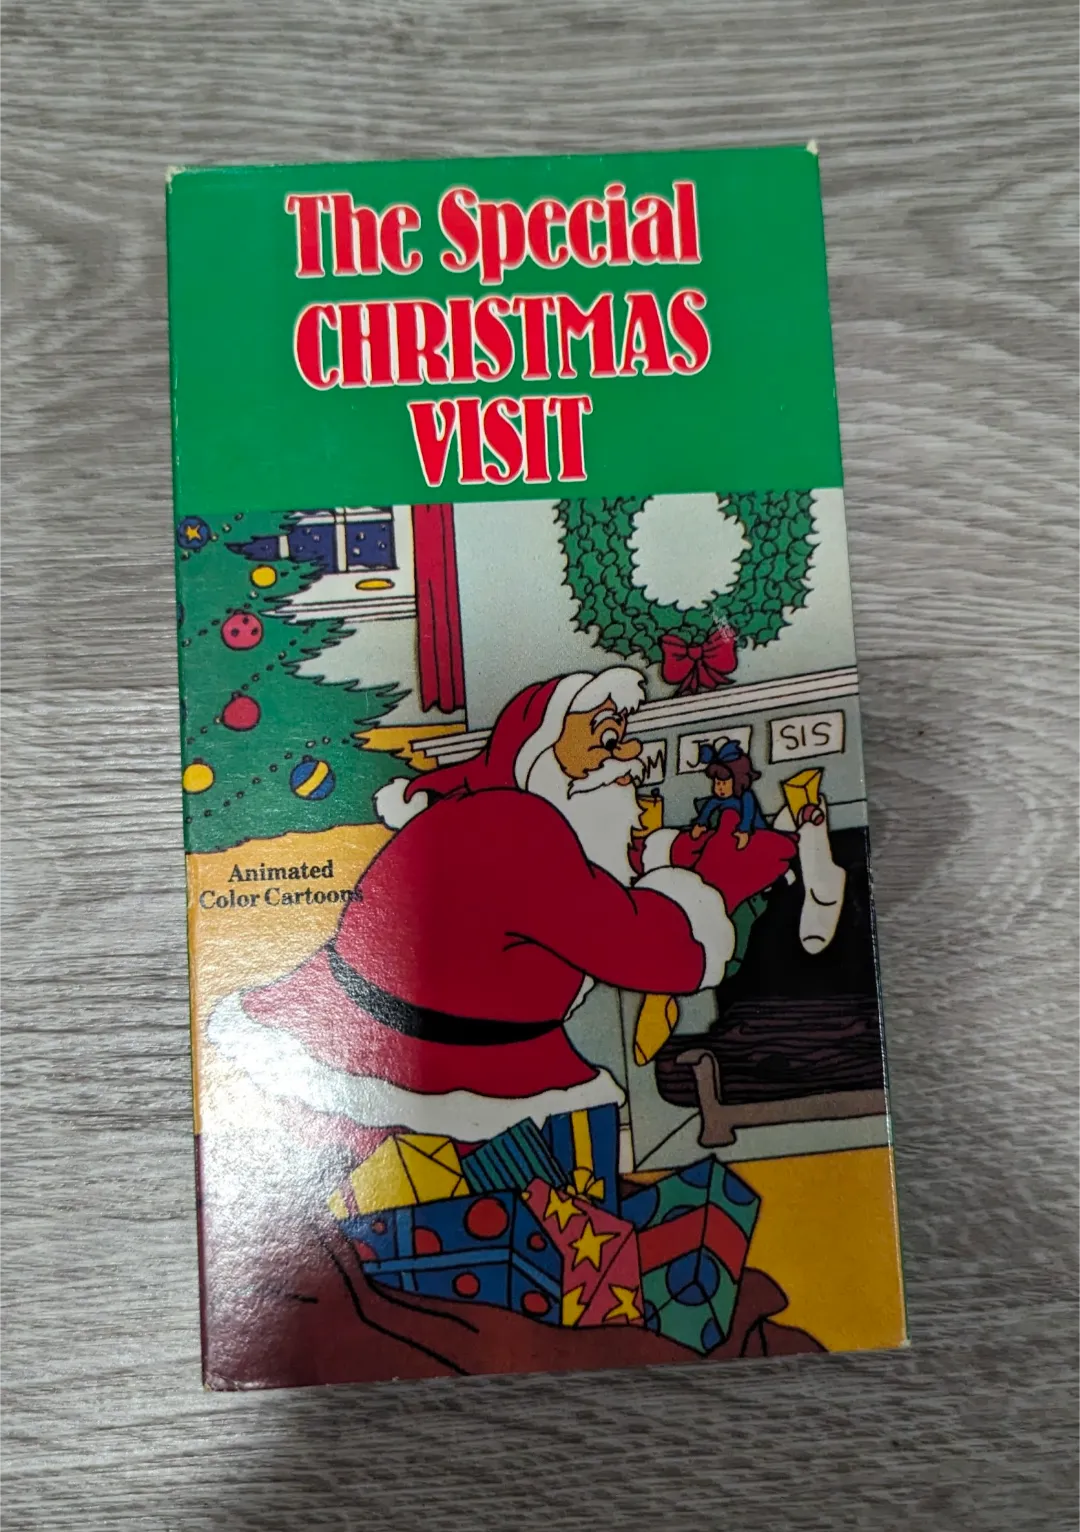 The Special
CHRISTMAS
VISIT
SIS
Animated
Color Cartoons